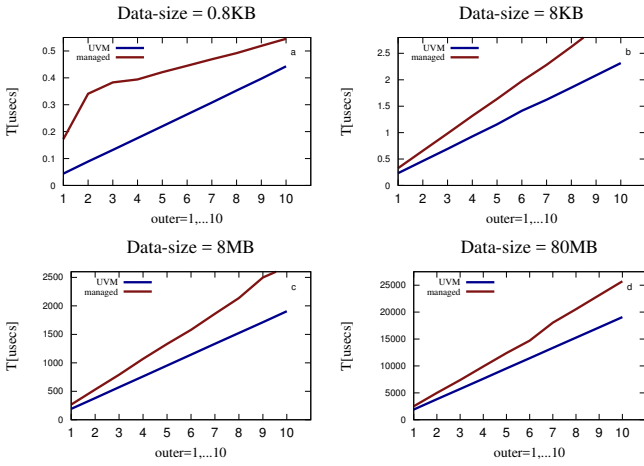 Data-size = 0.8KB
UVM
managed
a
T[usecs]
0.5
0.4
0.3
0.2
0.1
0
1 2 3 4 5 6 7 8 9 10
outer=1,...10
Data-size = 8KB
UVM
managed
b
T[usecs]
2.5
2
1.5
1
0.5
0
1 2 3 4 5 6 7 8 9 10
outer=1,...10
Data-size = 8MB
UVM
managed
c
T[usecs]
2500
2000
1500
1000
500
0
1 2 3 4 5 6 7 8 9 10
outer=1,...10
Data-size = 80MB
UVM
managed
d
T[usecs]
25000
20000
15000
10000
5000
0
1 2 3 4 5 6 7 8 9 10
outer=1,...10